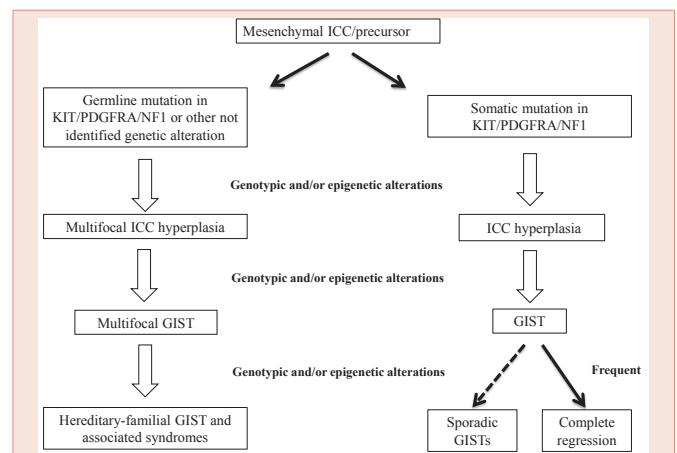 Mesenchymal ICC/precursor
Germline mutation in
KIT/PDGFRA/NF1 or other not
identified genetic alteration
Somatic mutation in
KIT/PDGFRA/NF1
Genotypic and/or epigenetic alterations
Multifocal ICC hyperplasia
ICC hyperplasia
Genotypic and/or epigenetic alterations
Multifocal GIST
GIST
Genotypic and/or epigenetic alterations
Frequent
Hereditary-familial GIST and
associated syndromes
Sporadic
GISTs
Complete
regression